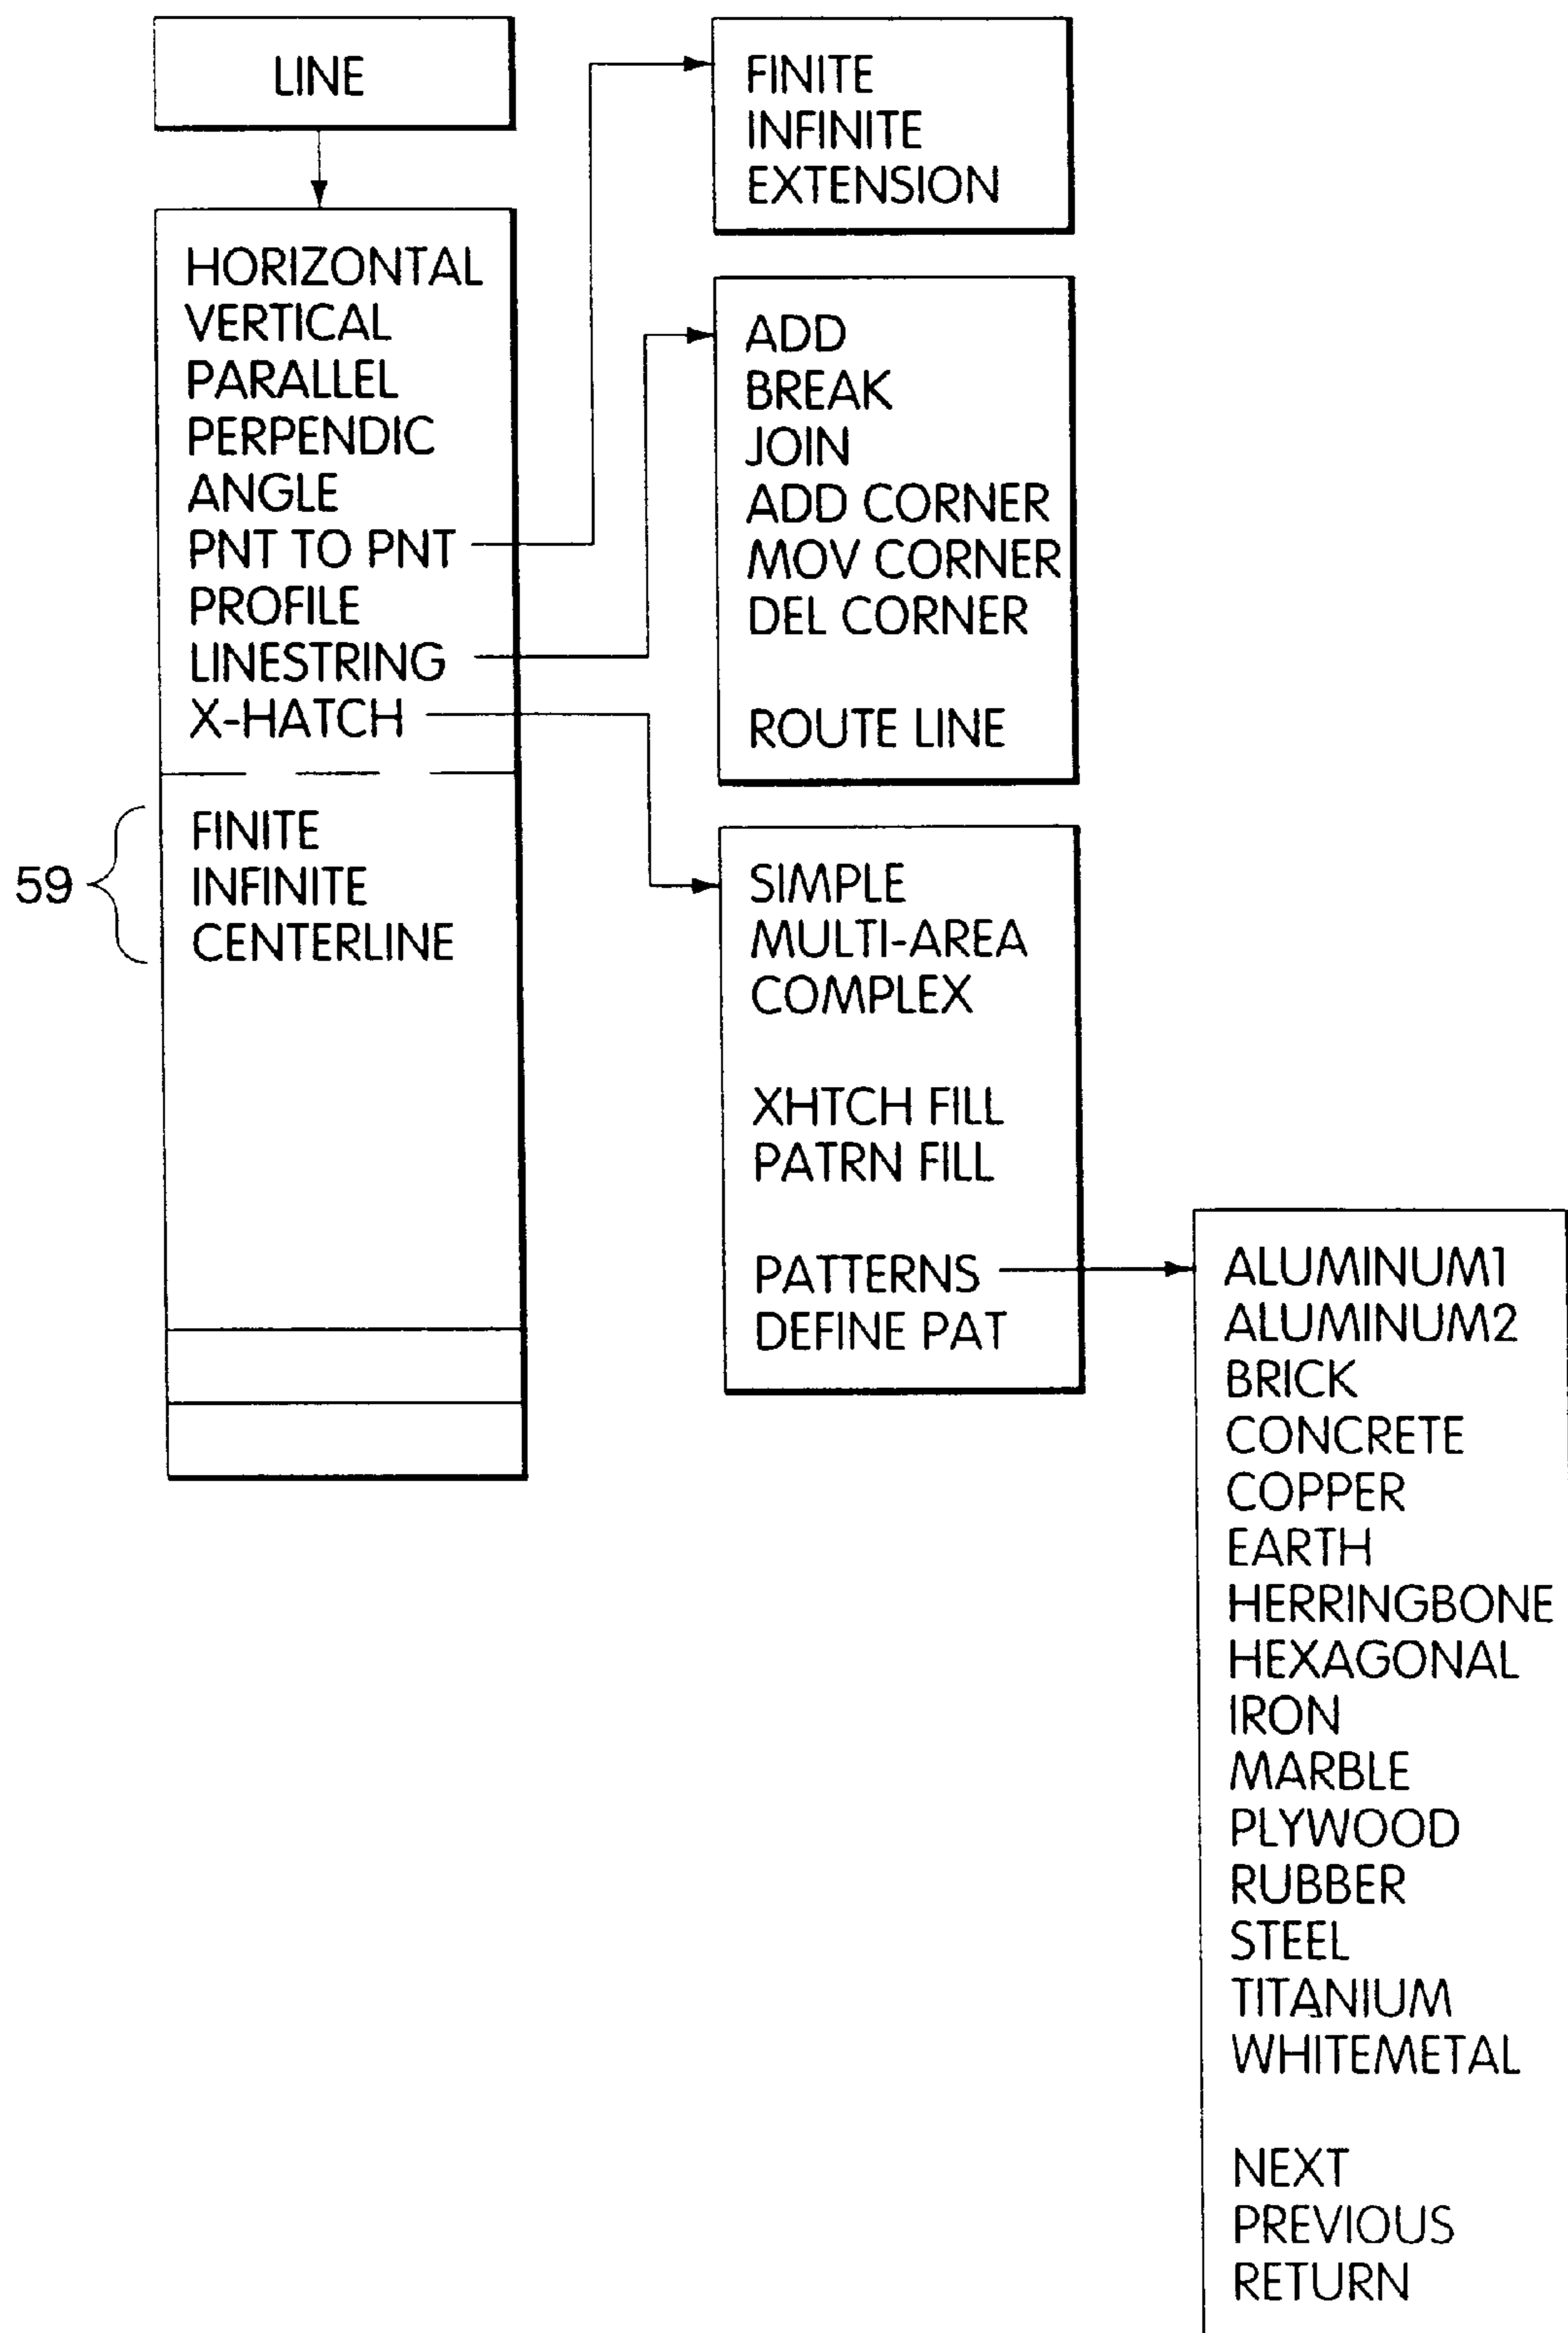 LINE
HORIZONTAL
VERTICAL
PARALLEL
PERPENDIC
ANGLE
PNT TO PNT
PROFILE
LINESTRING
X-HATCH
59
FINITE
INFINITE
CENTERLINE
FINITE
INFINITE
EXTENSION
ADD
BREAK
JOIN
ADD CORNER
MOV CORNER
DEL CORNER
ROUTE LINE
SIMPLE
MULTI-AREA
COMPLEX
XHTCH FILL
PATRN FILL
PATTERNS
DEFINE PAT
ALUMINUM1
ALUMINUM2
BRICK
CONCRETE
COPPER
EARTH
HERRINGBONE
HEXAGONAL
IRON
MARBLE
PLYWOOD
RUBBER
STEEL
TITANIUM
WHITEMETAL
NEXT
PREVIOUS
RETURN